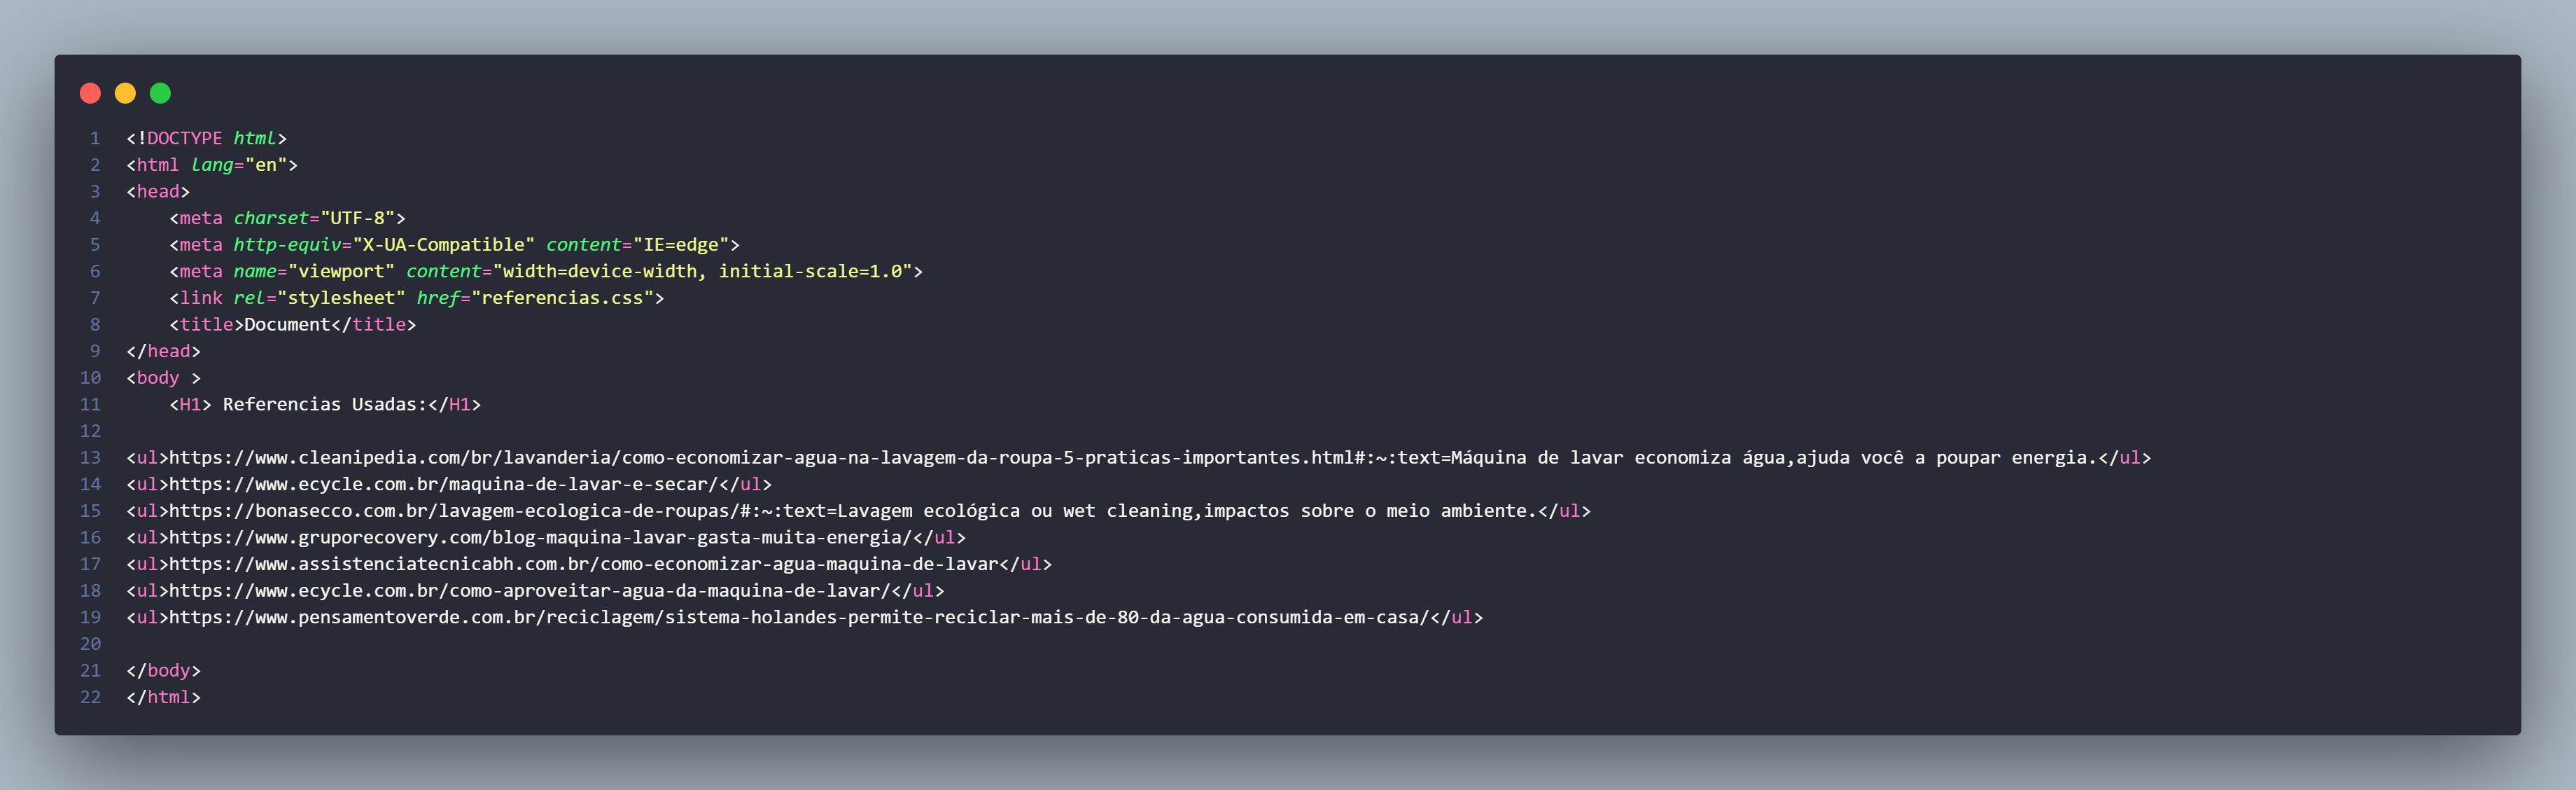 1 <!DOCTYPE html>
2 <html lang="en">
3 <head>
4     <meta charset="UTF-8">
5     <meta http-equiv="X-UA-Compatible" content="IE=edge">
6     <meta name="viewport" content="width=device-width, initial-scale=1.0">
7     <link rel="stylesheet" href="referencias.css">
8     <title>Document</title>
9 </head>
10 <body >
11     <H1> Referencias Usadas:</H1>
12
13 <ul>https://www.cleanipedia.com/br/lavanderia/como-economizar-agua-na-lavagem-da-roupa-5-praticas-importantes.html#:~:text=Máquina de lavar economiza água,ajuda você a poupar energia.</ul>
14 <ul>https://www.ecycle.com.br/maquina-de-lavar-e-secar/</ul>
15 <ul>https://bonasecco.com.br/lavagem-ecologica-de-roupas/#:~:text=Lavagem ecológica ou wet cleaning,impactos sobre o meio ambiente.</ul>
16 <ul>https://www.gruporecovery.com/blog-maquina-lavar-gasta-muita-energia/</ul>
17 <ul>https://www.assistenciatecnicabh.com.br/como-economizar-agua-maquina-de-lavar</ul>
18 <ul>https://www.ecycle.com.br/como-aproveitar-agua-da-maquina-de-lavar/</ul>
19 <ul>https://www.pensamentoverde.com.br/reciclagem/sistema-holandes-permite-reciclar-mais-de-80-da-agua-consumida-em-casa/</ul>
20
21 </body>
22 </html>